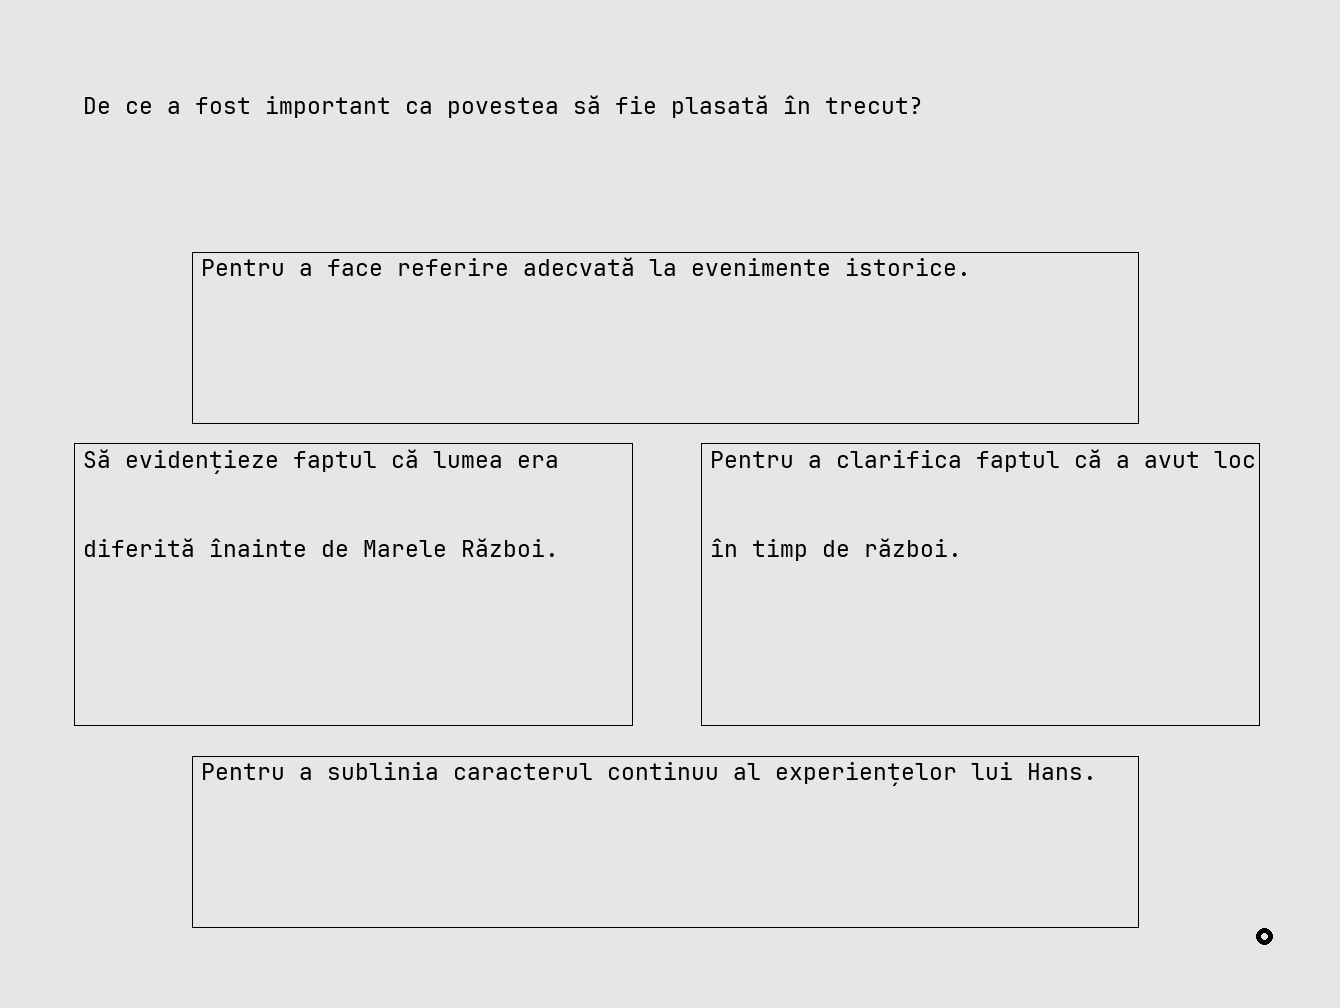 De ce a fost important ca povestea să fie plasată în trecut?
Pentru a face referire adecvată la evenimente istorice.
Să evidențieze faptul că lumea era
diferită înainte de Marele Război.
Pentru a clarifica faptul că a avut loc
în timp de război.
Pentru a sublinia caracterul continuu al experiențelor lui Hans.